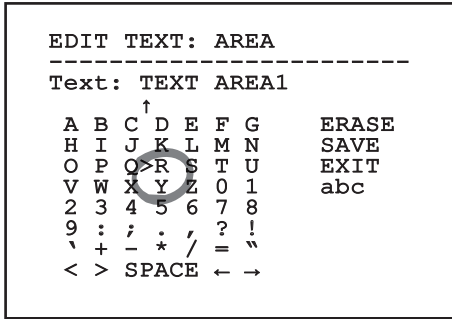 EDIT TEXT: AREA
------------------------
Text: TEXT AREA1
↑
A B C D E F G ERASE
H I J K L M N SAVE
O P Q>R S T U EXIT
V W X Y Z 0 1 abc
2 3 4 5 6 7 8
9 : ; . , ? !
‵ + – * / = ‶
< > SPACE ← →